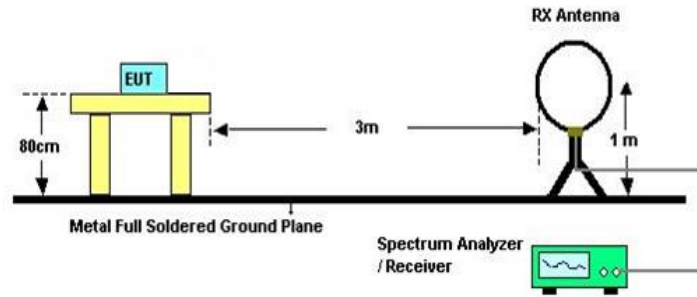 RX Antenna
EUT
3m
80cm
1 m
Metal Full Soldered Ground Plane
Spectrum Analyzer
/ Receiver